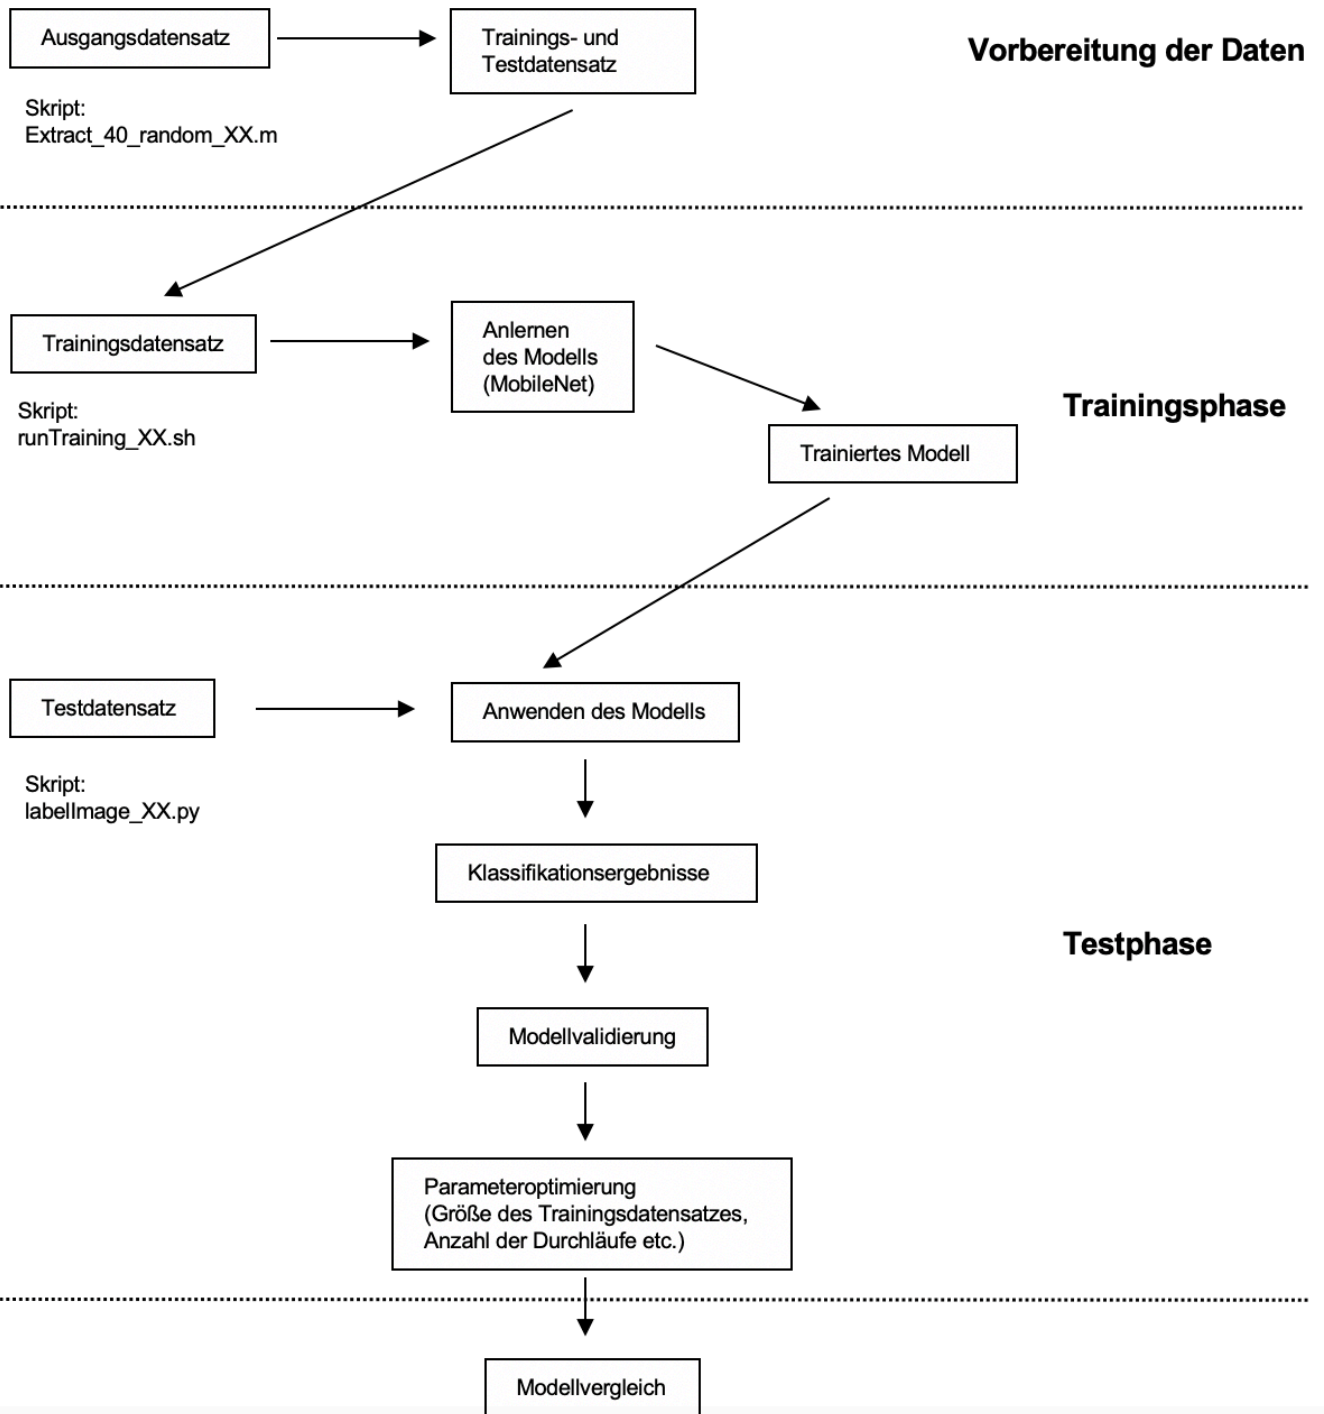 Ausgangsdatensatz
Trainings- und
Testdatensatz
Vorbereitung der Daten
Skript:
Extract_40_random_XX.m
Trainingsdatensatz
Anlernen
des Modells
(MobileNet)
Skript:
runTraining_XX.sh
Trainiertes Modell
Trainingsphase
Testdatensatz
Anwenden des Modells
Skript:
labelImage_XX.py
Klassifikationsergebnisse
Testphase
Modellvalidierung
Parameteroptimierung
(Größe des Trainingsdatensatzes,
Anzahl der Durchläufe etc.)
Modellvergleich